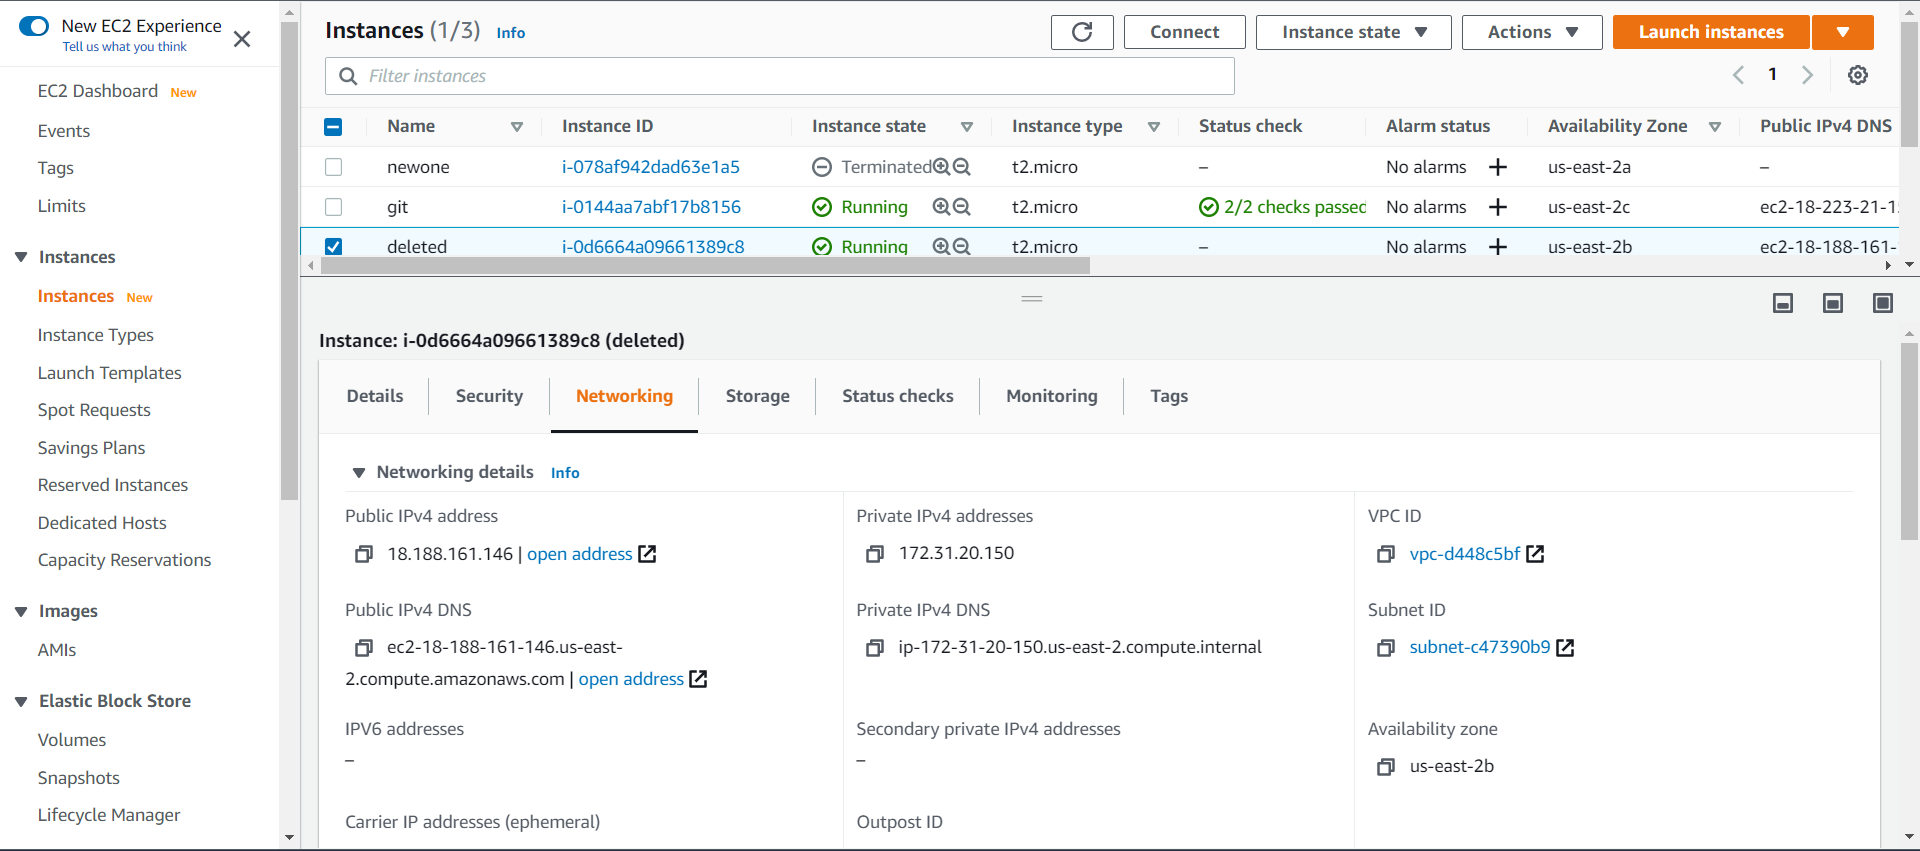 New EC2 Experience
Tell us what you think
EC2 Dashboard New
Events
Tags
Limits
Instances
Instances New
Instance Types
Launch Templates
Spot Requests
Savings Plans
Reserved Instances
Dedicated Hosts
Capacity Reservations
Images
AMIs
Elastic Block Store
Volumes
Snapshots
Lifecycle Manager
Instances (1/3) Info
Connect
Instance state
Actions
Launch instances
Filter instances
1
Name Instance ID Instance state Instance type Status check Alarm status Availability Zone Public IPv4 DNS
newone i-078af942dad63e1a5 Terminated t2.micro – No alarms us-east-2a –
git i-0144aa7abf17b8156 Running t2.micro 2/2 checks passed No alarms us-east-2c ec2-18-223-21-1
deleted i-0d6664a09661389c8 Running t2.micro – No alarms us-east-2b ec2-18-188-161-
Instance: i-0d6664a09661389c8 (deleted)
Details Security Networking Storage Status checks Monitoring Tags
Networking details Info
Public IPv4 address
18.188.161.146 | open address
Private IPv4 addresses
172.31.20.150
VPC ID
vpc-d448c5bf
Public IPv4 DNS
ec2-18-188-161-146.us-east-
2.compute.amazonaws.com | open address
Private IPv4 DNS
ip-172-31-20-150.us-east-2.compute.internal
Subnet ID
subnet-c47390b9
IPV6 addresses
–
Secondary private IPv4 addresses
–
Availability zone
us-east-2b
Carrier IP addresses (ephemeral)
Outpost ID